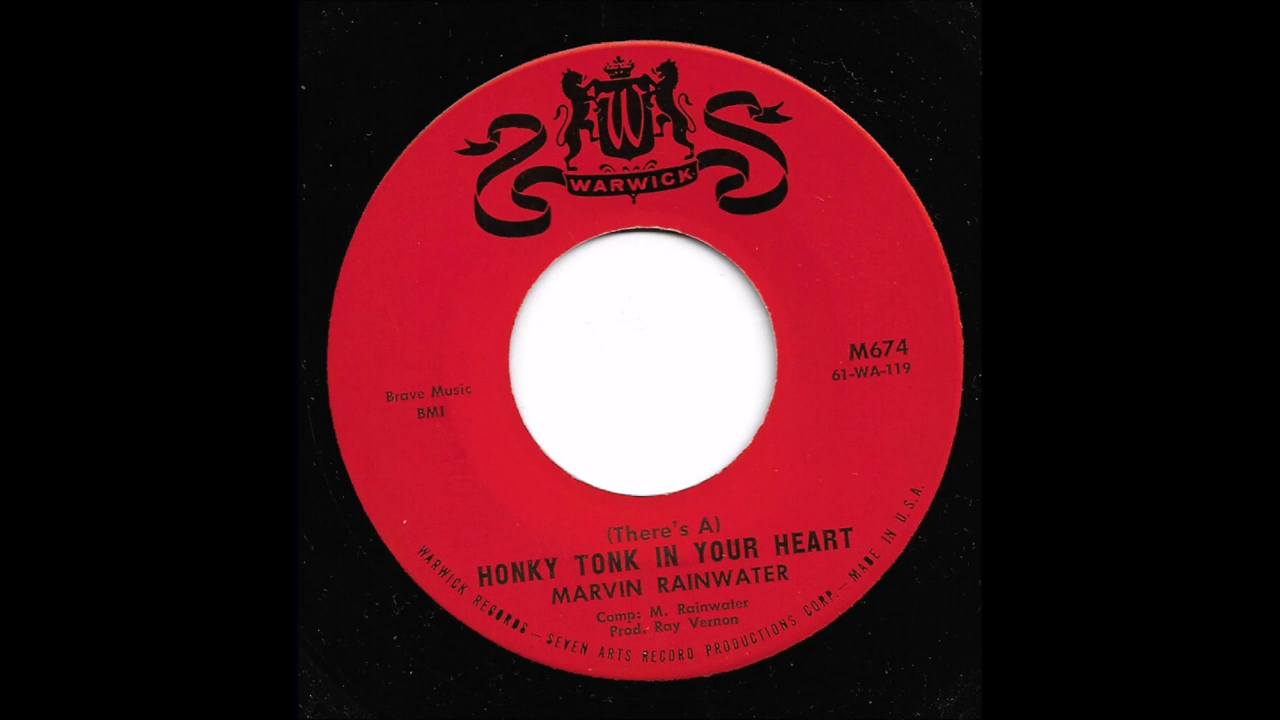 W
WARWICK
M674
61-WA-119
Brave Music
BMI
(There's A)
HONKY TONK IN YOUR HEART
MARVIN RAINWATER
Comp: M. Rainwater
Prod. Ray Vernon
WARWICK RECORDS — SEVEN ARTS RECORD PRODUCTIONS CORP. — MADE IN U.S.A.